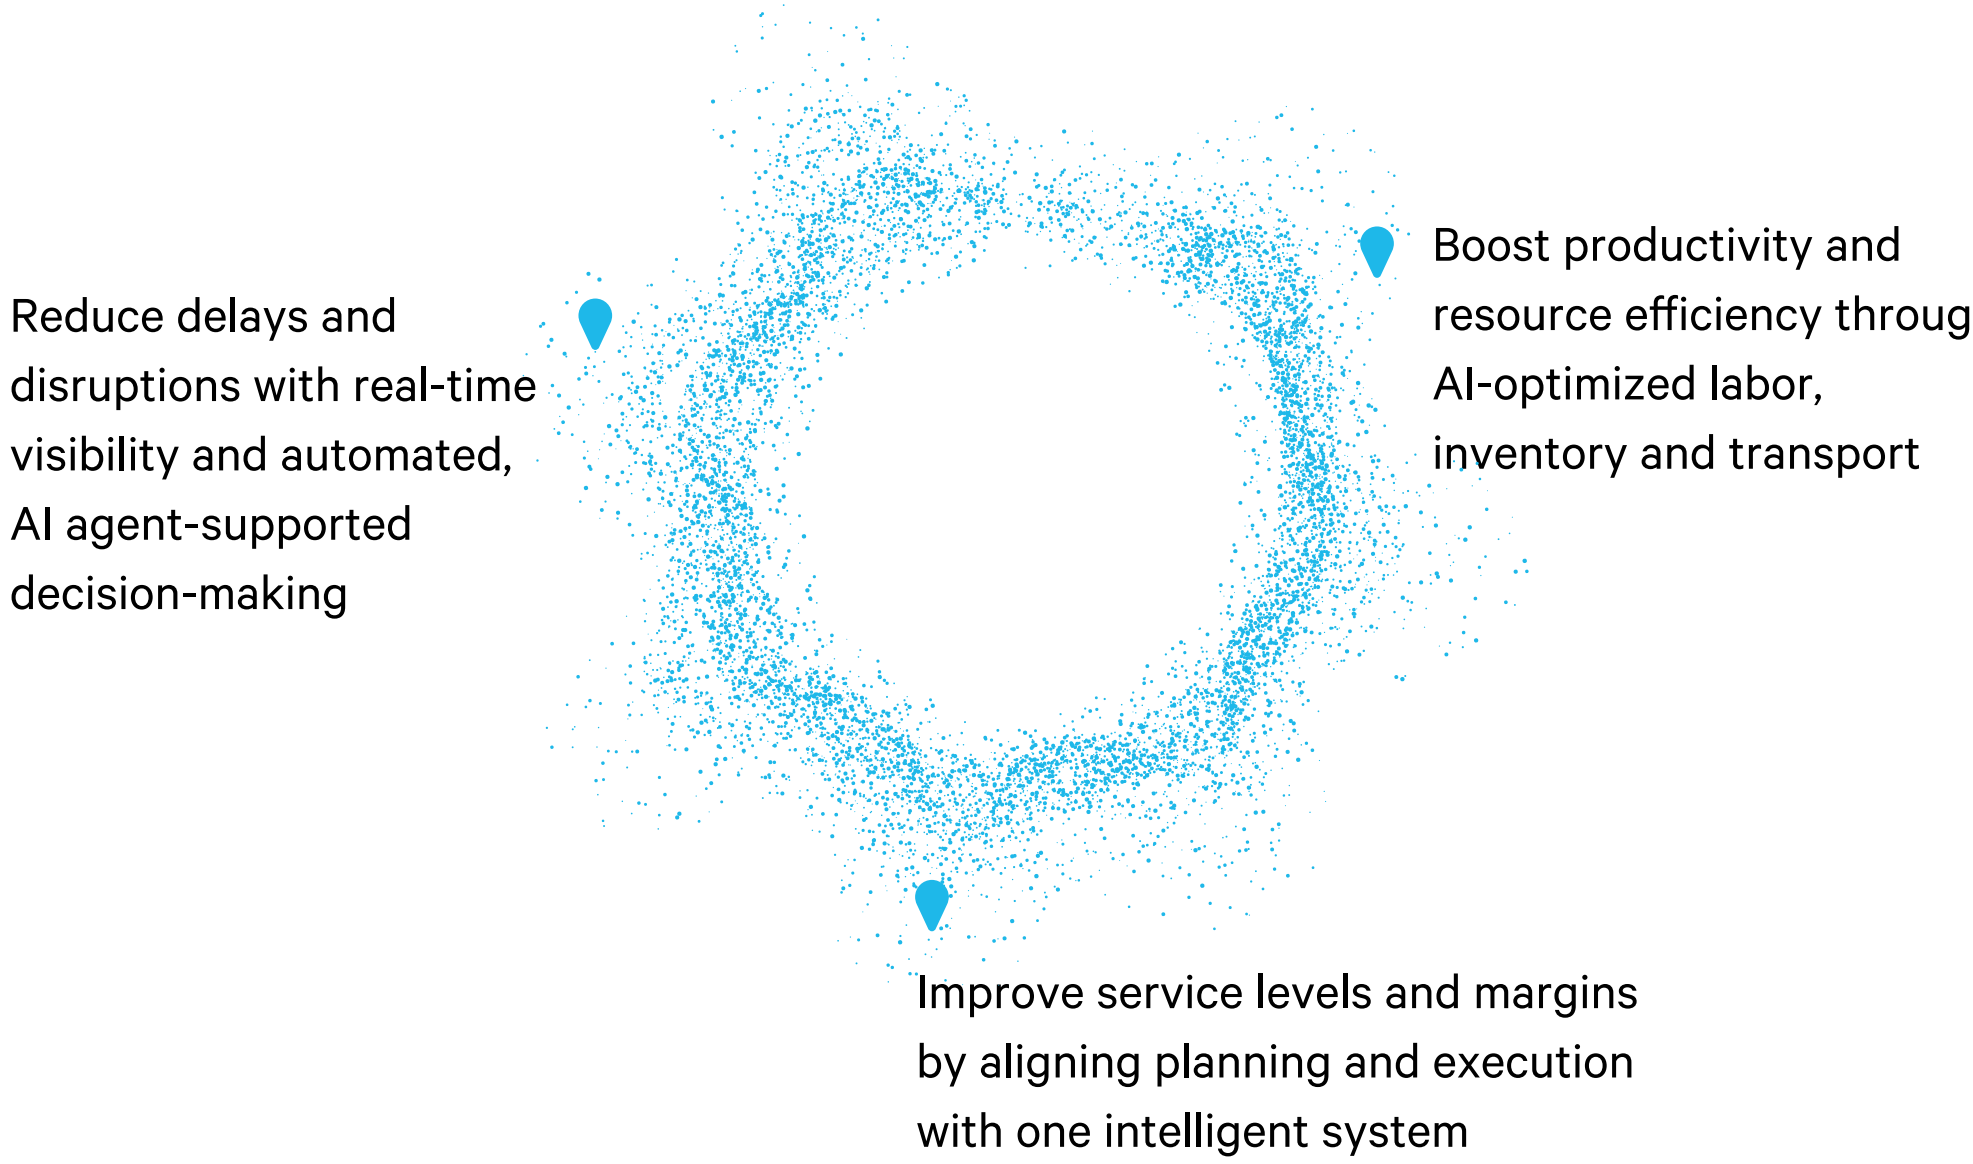 Reduce delays and
disruptions with real-time
visibility and automated,
AI agent-supported
decision-making
Boost productivity and
resource efficiency throug
AI-optimized labor,
inventory and transport
Improve service levels and margins
by aligning planning and execution
with one intelligent system